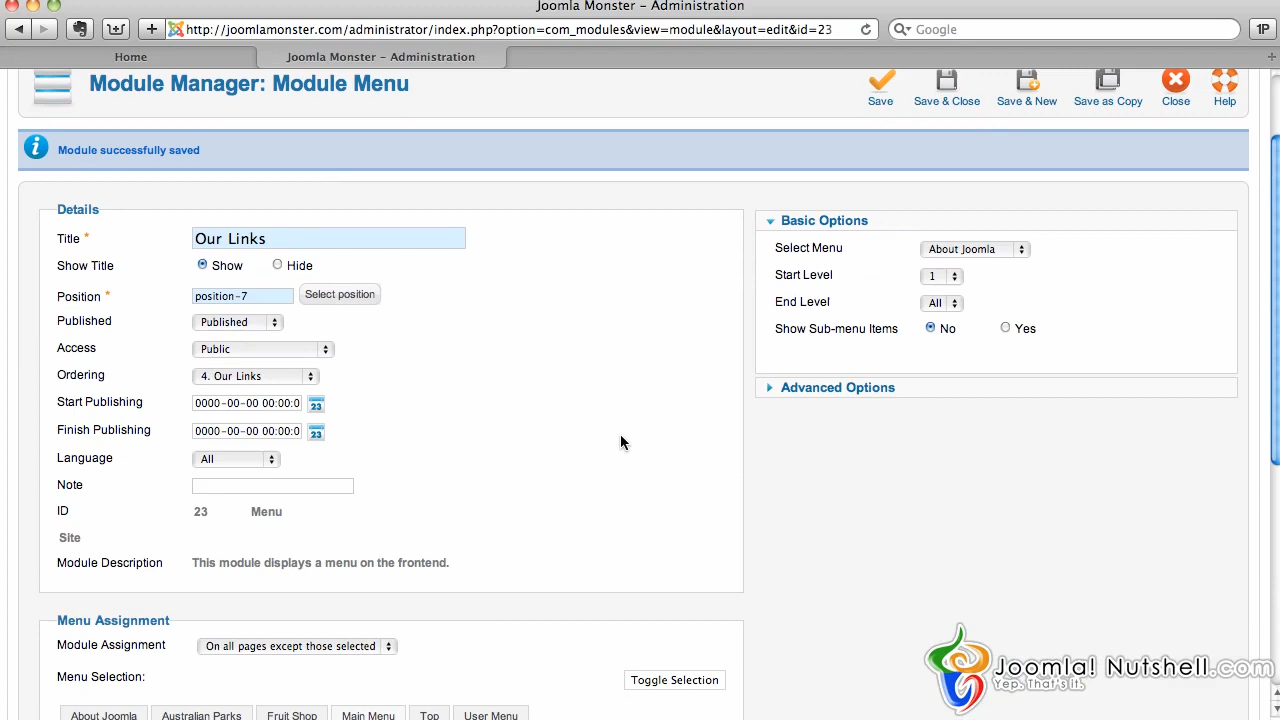 Joomla Monster – Administration
http://joomlamonster.com/administrator/index.php?option=com_modules&view=module&layout=edit&id=23
Google
1P
Home
Joomla Monster – Administration
Module Manager: Module Menu
Save
Save & Close
Save & New
Save as Copy
Close
Help
Module successfully saved
Details
Title *
Our Links
Show Title
Show
Hide
Position *
position-7
Select position
Published
Published
Access
Public
Ordering
4. Our Links
Start Publishing
0000-00-00 00:00:0
23
Finish Publishing
0000-00-00 00:00:0
23
Language
All
Note
ID
23
Menu
Site
Module Description
This module displays a menu on the frontend.
Basic Options
Select Menu
About Joomla
Start Level
1
End Level
All
Show Sub-menu Items
No
Yes
Advanced Options
Menu Assignment
Module Assignment
On all pages except those selected
Menu Selection:
Toggle Selection
About Joomla
Australian Parks
Fruit Shop
Main Menu
Top
User Menu
Joomla! Nutshell.com
Yep. That's it.